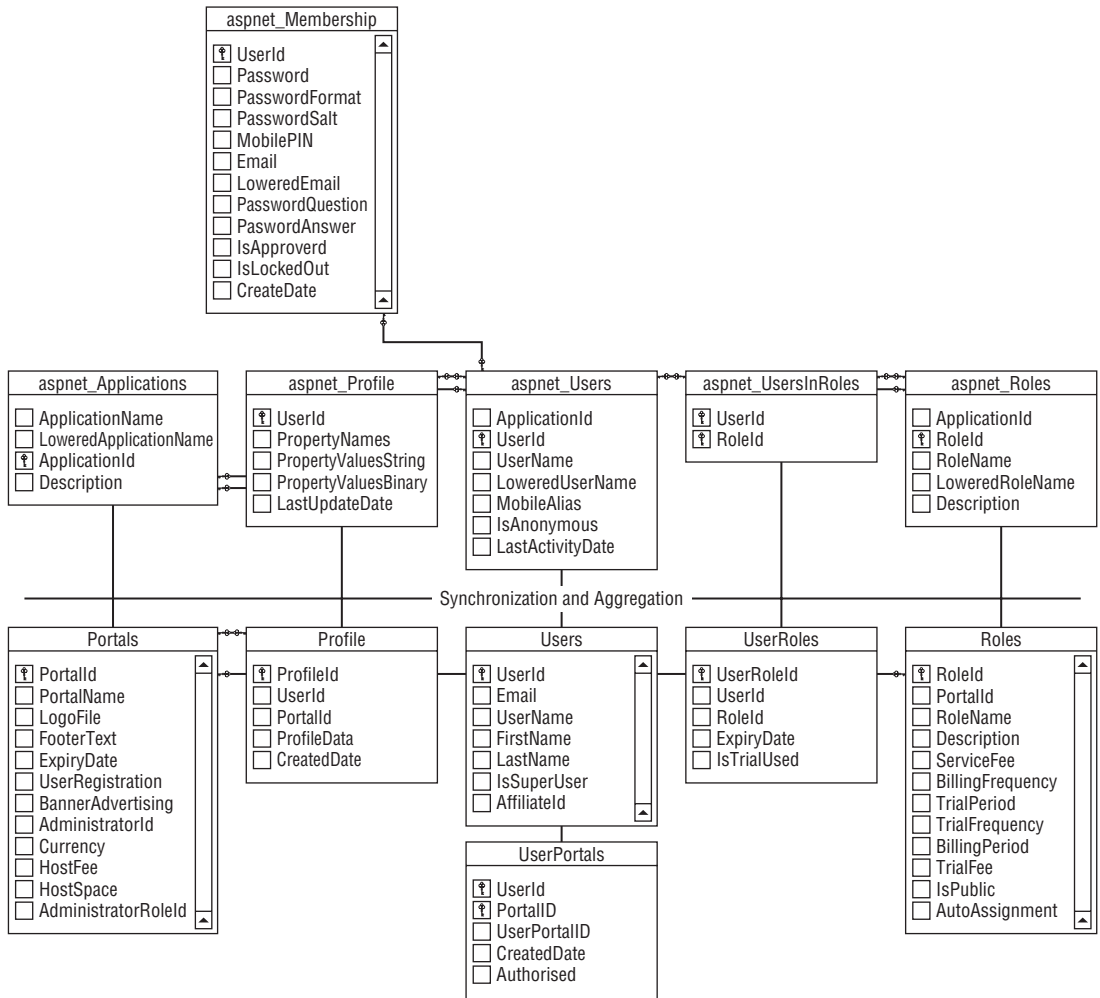 aspnet_Membership
UserId
Password
PasswordFormat
PasswordSalt
MobilePIN
Email
LoweredEmail
PasswordQuestion
PaswordAnswer
IsApproverd
IsLockedOut
CreateDate
aspnet_Applications
ApplicationName
LoweredApplicationName
ApplicationId
Description
aspnet_Profile
UserId
PropertyNames
PropertyValuesString
PropertyValuesBinary
LastUpdateDate
aspnet_Users
ApplicationId
UserId
UserName
LoweredUserName
MobileAlias
IsAnonymous
LastActivityDate
aspnet_UsersInRoles
UserId
RoleId
aspnet_Roles
ApplicationId
RoleId
RoleName
LoweredRoleName
Description
Synchronization and Aggregation
Portals
PortalId
PortalName
LogoFile
FooterText
ExpiryDate
UserRegistration
BannerAdvertising
AdministratorId
Currency
HostFee
HostSpace
AdministratorRoleId
Profile
ProfileId
UserId
PortalId
ProfileData
CreatedDate
Users
UserId
Email
UserName
FirstName
LastName
IsSuperUser
AffiliateId
UserRoles
UserRoleId
UserId
RoleId
ExpiryDate
IsTrialUsed
Roles
RoleId
PortalId
RoleName
Description
ServiceFee
BillingFrequency
TrialPeriod
TrialFrequency
BillingPeriod
TrialFee
IsPublic
AutoAssignment
UserPortals
UserId
PortalID
UserPortalID
CreatedDate
Authorised